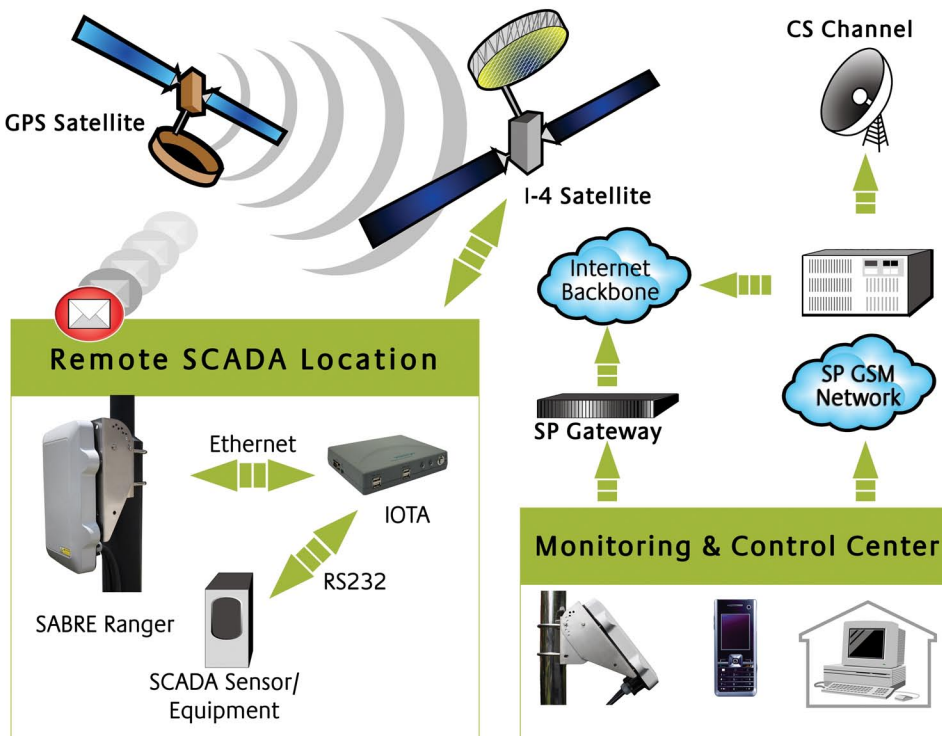 CS Channel
GPS Satellite
I-4 Satellite
Internet
Backbone
Remote SCADA Location
SP GSM
Network
SP Gateway
Ethernet
IOTA
RS232
SABRE Ranger
SCADA Sensor/
Equipment
Monitoring & Control Center